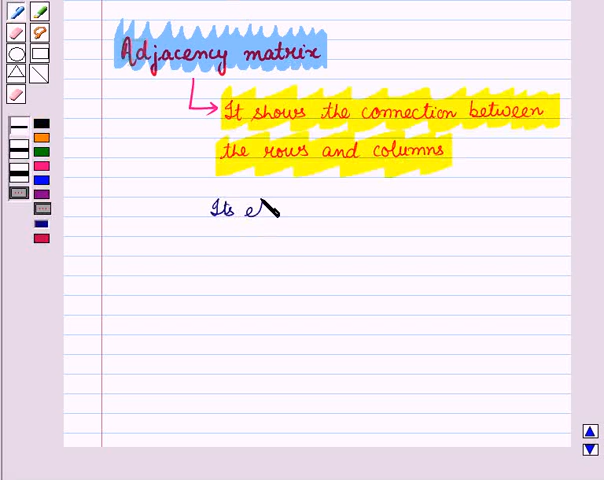 Adjacency matrix
It shows the connection between
the rows and columns
Its e